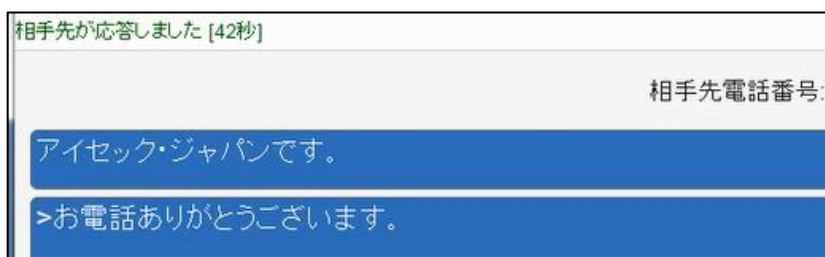 相手先が応答しました [42秒]
相手先電話番号:
アイセック・ジャパンです。
>お電話ありがとうございます。